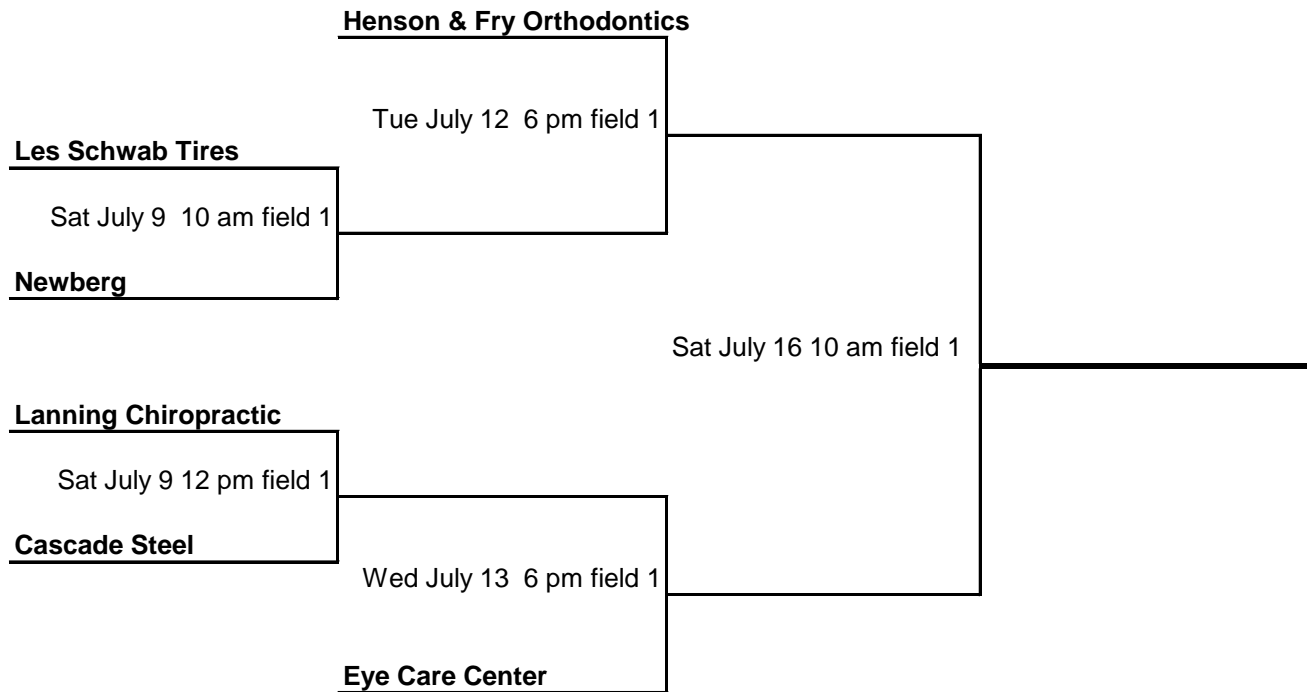 Henson & Fry Orthodontics
Tue July 12  6 pm field 1
Les Schwab Tires
Sat July 9  10 am field 1
Newberg
Sat July 16 10 am field 1
Lanning Chiropractic
Sat July 9 12 pm field 1
Cascade Steel
Wed July 13  6 pm field 1
Eye Care Center